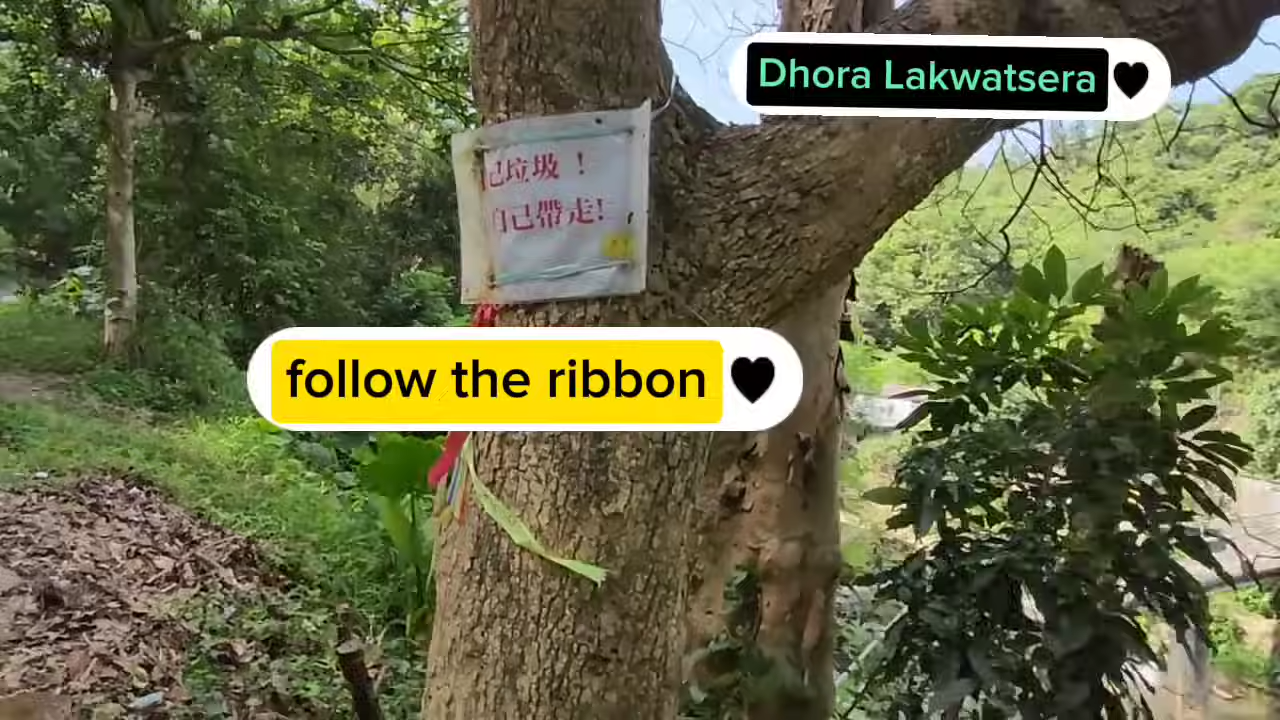 Dhora Lakwatsera
垃圾！
自己帶走!
follow the ribbon